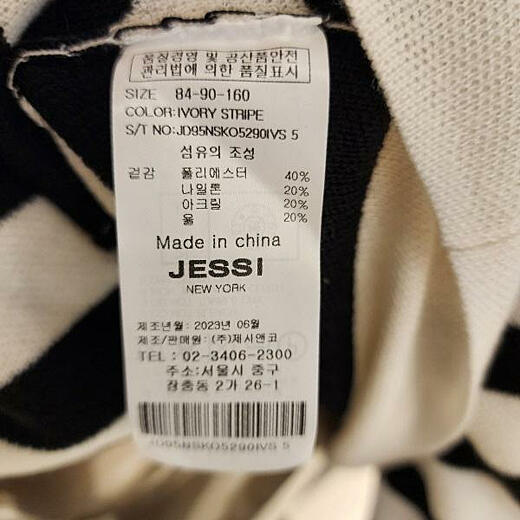 품질경영 및 공산품안전
관리법에 의한 품질표시
SIZE 84-90-160
COLOR:IVORY STRIPE
S/T NO:JD95NSKO5290IVS 5
섬유의 조성
겉감 폴리에스터 40%
나일론 20%
아크릴 20%
울 20%
Made in china
JESSI
NEW YORK
제조년월 : 2023년 06월
제조/판매원 : (주)제시앤코
TEL : 02-3406-2300
주소:서울시 중구
장충동 2가 26-1
JD95NSKO5290IVS 5